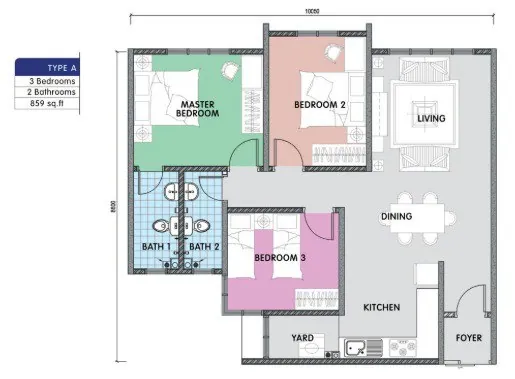 10050
TYPE A
3 Bedrooms
2 Bathrooms
859 sq.ft
MASTER
BEDROOM
BEDROOM 2
LIVING
8800
DINING
BATH 1
BATH 2
BEDROOM 3
KITCHEN
YARD
FOYER